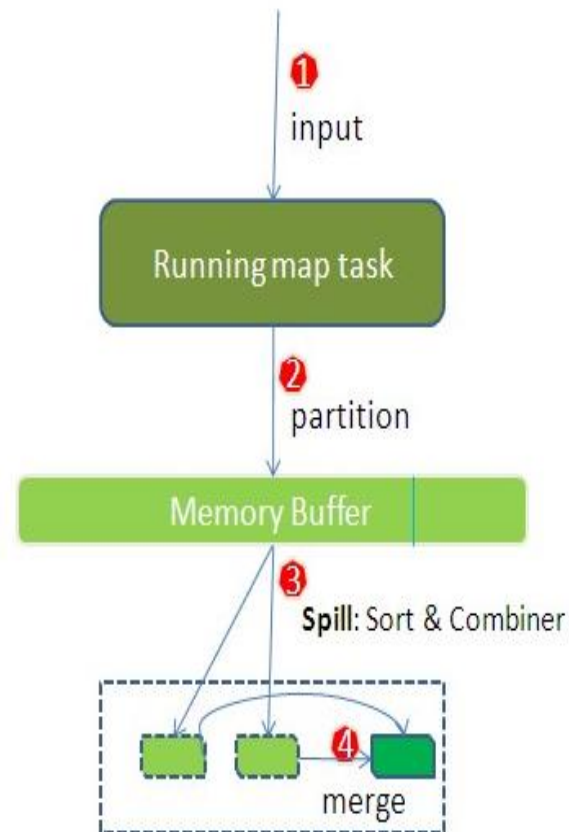 1
input
Running map task
2
partition
Memory Buffer
3
Spill: Sort & Combiner
4
merge